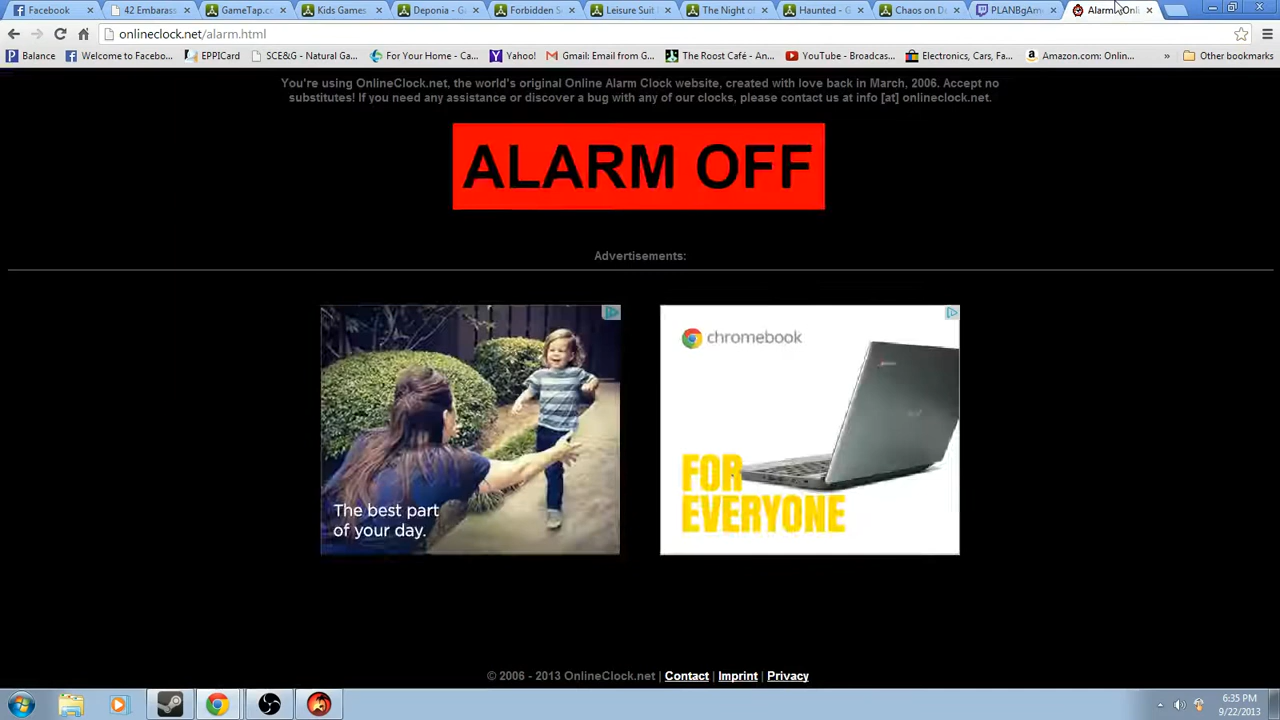 Facebook
42 Embarass
GameTap.co
Kids Games
Deponia - G
Forbidden S
Leisure Suit
The Night o
Haunted - G
Chaos on D
PLANBgAm
Alarm
onlineclock.net/alarm.html
Balance
Welcome to Facebo...
EPPICard
SCE&G - Natural Ga...
For Your Home - Ca...
Yahoo!
Gmail: Email from G...
The Roost Café - An...
YouTube - Broadcas...
Electronics, Cars, Fa...
Amazon.com: Onlin...
»
Other bookmarks
You're using OnlineClock.net, the world's original Online Alarm Clock website, created with love back in March, 2006. Accept no
substitutes! If you need any assistance or discover a bug with any of our clocks, please contact us at info [at] onlineclock.net.
ALARM OFF
Advertisements:
The best part
of your day.
chromebook
FOR
EVERYONE
© 2006 - 2013 OnlineClock.net | Contact | Imprint | Privacy
6:35 PM
9/22/2013